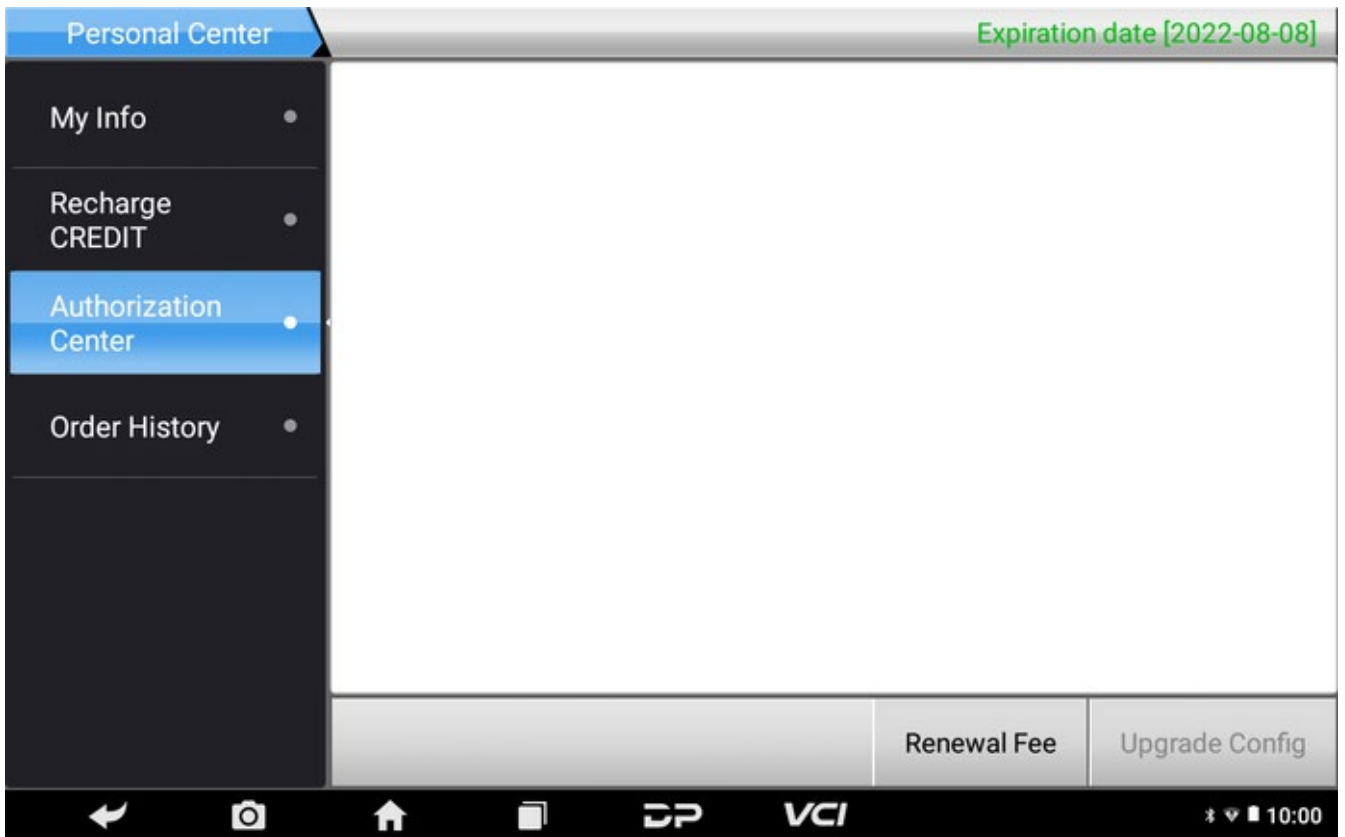 Personal Center
Expiration date [2022-08-08]
My Info
Recharge
CREDIT
Authorization
Center
Order History
Renewal Fee
Upgrade Config
DP
VCI
10:00